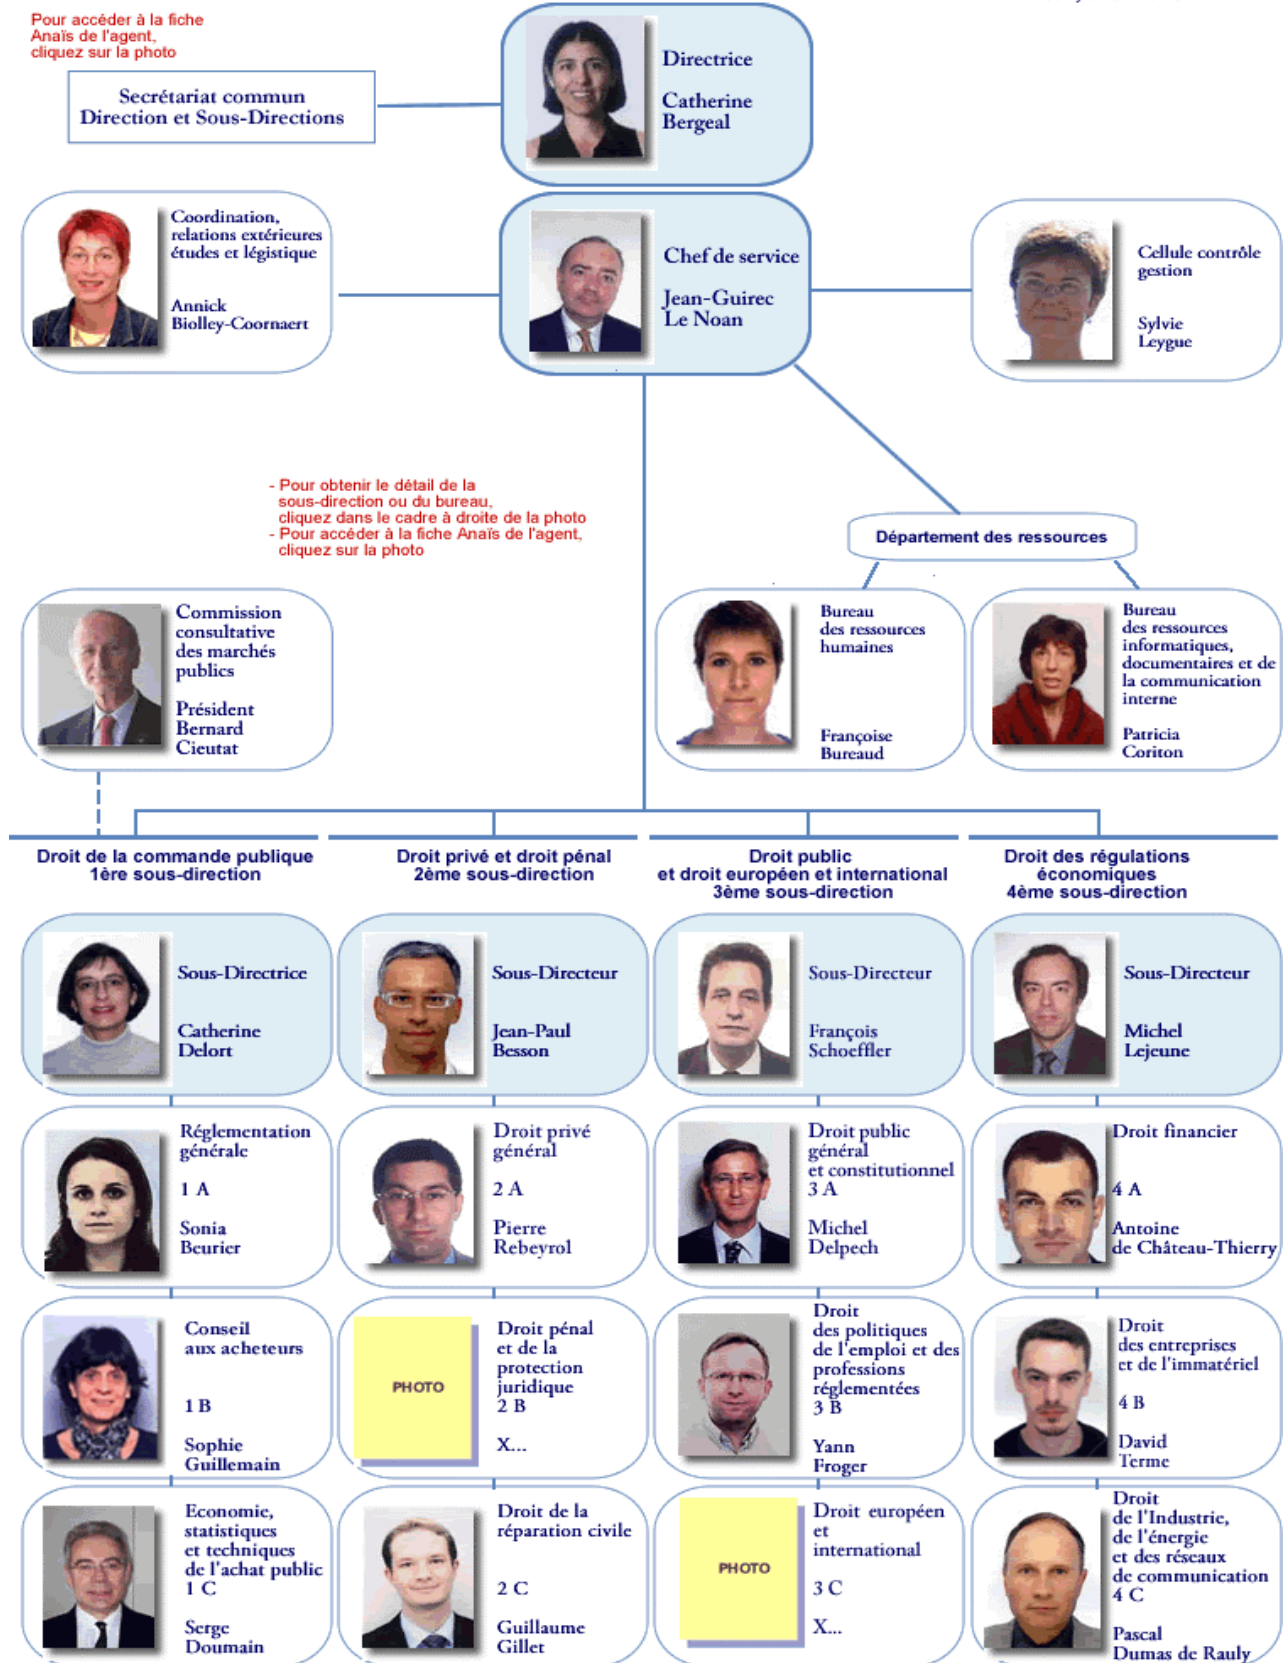 Pour accéder à la fiche
Anaïs de l'agent,
cliquez sur la photo
Secrétariat commun
Direction et Sous-Directions
Directrice
Catherine
Bergeal
Coordination,
relations extérieures
études et légistique
Annick
Biolley-Coornaert
Chef de service
Jean-Guirec
Le Noan
Cellule contrôle
gestion
Sylvie
Leygue
- Pour obtenir le détail de la
sous-direction ou du bureau,
cliquez dans le cadre à droite de la photo
- Pour accéder à la fiche Anaïs de l'agent,
cliquez sur la photo
Département des ressources
Commission
consultative
des marchés
publics
Président
Bernard
Cieutat
Bureau
des ressources
humaines
Françoise
Bureaud
Bureau
des ressources
informatiques,
documentaires et de
la communication
interne
Patricia
Coriton
Droit de la commande publique
1ère sous-direction
Droit privé et droit pénal
2ème sous-direction
Droit public
et droit européen et international
3ème sous-direction
Droit des régulations
économiques
4ème sous-direction
Sous-Directrice
Catherine
Delort
Sous-Directeur
Jean-Paul
Besson
Sous-Directeur
François
Schoeffler
Sous-Directeur
Michel
Lejeune
Réglementation
générale
1 A
Sonia
Beurier
Droit privé
général
2 A
Pierre
Rebeyrol
Droit public
général
et constitutionnel
3 A
Michel
Delpech
Droit financier
4 A
Antoine
de Château-Thierry
Conseil
aux acheteurs
1 B
Sophie
Guillemain
PHOTO
Droit pénal
et de la
protection
juridique
2 B
X...
Droit
des politiques
de l'emploi et des
professions
réglementées
3 B
Yann
Froger
Droit
des entreprises
et de l'immatériel
4 B
David
Terme
Economie,
statistiques
et techniques
de l'achat public
1 C
Serge
Doumain
Droit de la
réparation civile
2 C
Guillaume
Gillet
PHOTO
Droit européen
et
international
3 C
X...
Droit
de l'Industrie,
de l'énergie
et des réseaux
de communication
4 C
Pascal
Dumas de Rauly